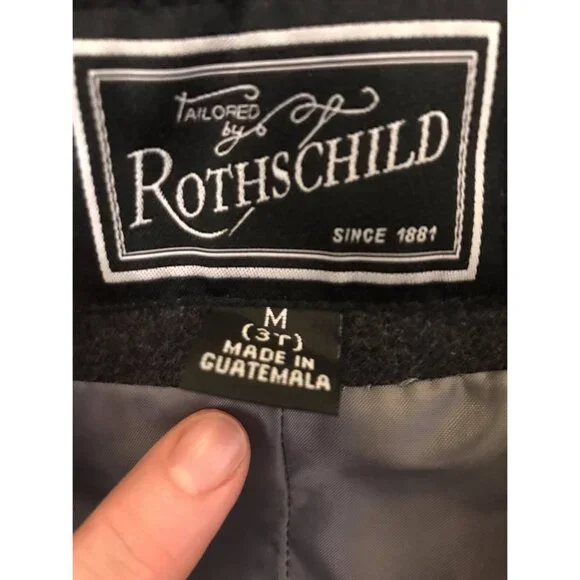 TAILORED
by
ROTHSCHILD
SINCE 1881
M
(3T)
MADE IN
GUATEMALA